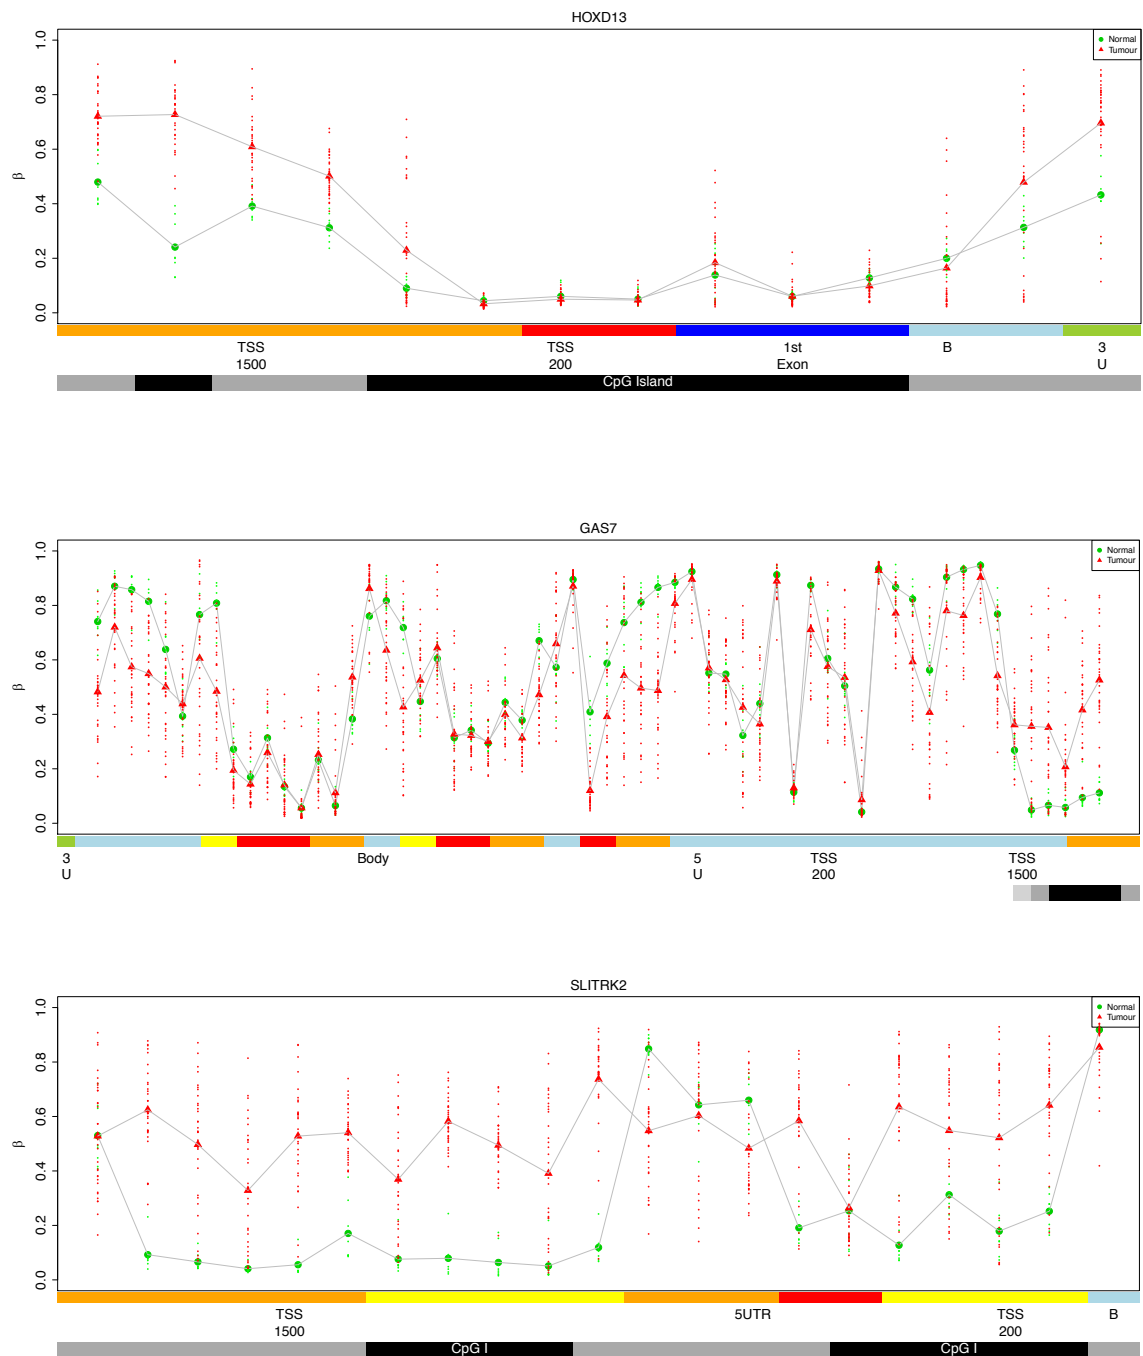 HOXD13
1.0
0.8
0.6
0.4
0.2
0.0
β
Normal
Tumour
TSS
1500
TSS
200
1st
Exon
B
3
U
CpG Island
GAS7
1.0
0.8
0.6
0.4
0.2
0.0
β
Normal
Tumour
3
U
Body
5
U
TSS
200
TSS
1500
SLITRK2
1.0
0.8
0.6
0.4
0.2
0.0
β
Normal
Tumour
TSS
1500
5UTR
TSS
200
B
CpG I
CpG I